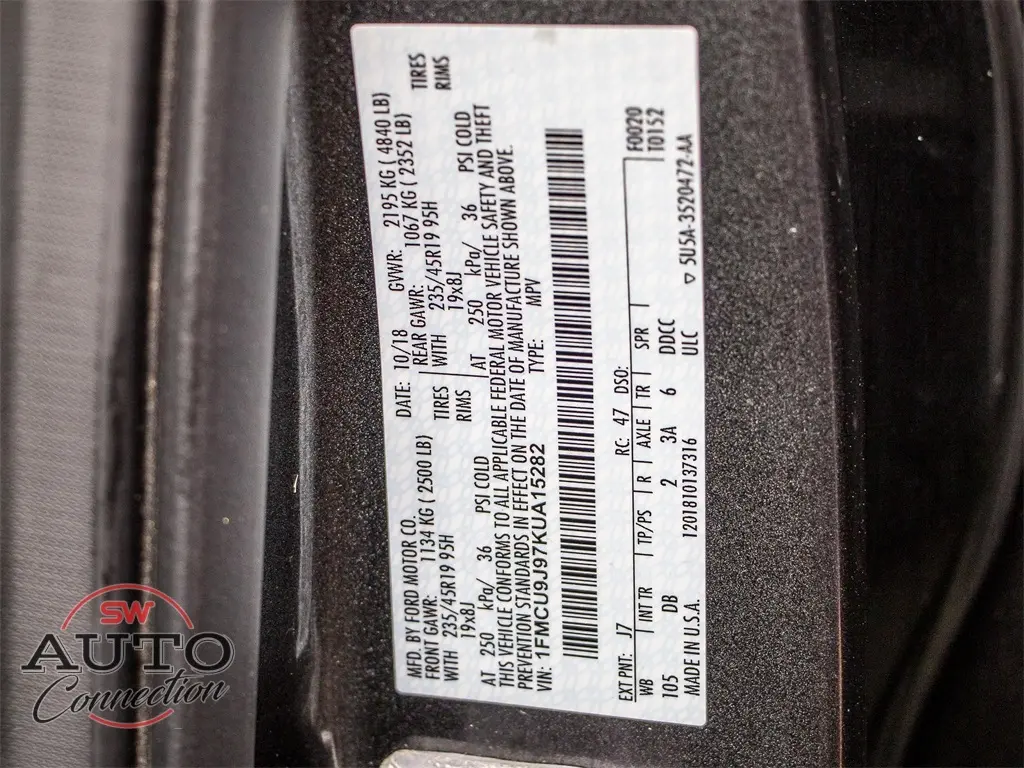 MFD. BY FORD MOTOR CO.
DATE: 10/18
GVWR: 2195 KG ( 4840 LB)
FRONT GAWR: 1134 KG ( 2500 LB)
REAR GAWR: 1067 KG ( 2352 LB)
WITH 235/45R19 95H TIRES
WITH 235/45R19 95H TIRES
19x8J RIMS
19x8J RIMS
AT 250 kPa/ 36 PSI COLD
AT 250 kPa/ 36 PSI COLD
THIS VEHICLE CONFORMS TO ALL APPLICABLE FEDERAL MOTOR VEHICLE SAFETY AND THEFT
PREVENTION STANDARDS IN EFFECT ON THE DATE OF MANUFACTURE SHOWN ABOVE.
VIN: 1FMCU9J97KUA15282
TYPE: MPV
EXT PNT: J7 RC: 47 DSO: F0020
WB INT TR TP/PS R AXLE TR SPR T0152
105 DB 2 3A 6 DDCC
MADE IN U.S.A. 1201810137316 ULC
▽ 5U5A-3520472-AA
SW
AUTO
Connection